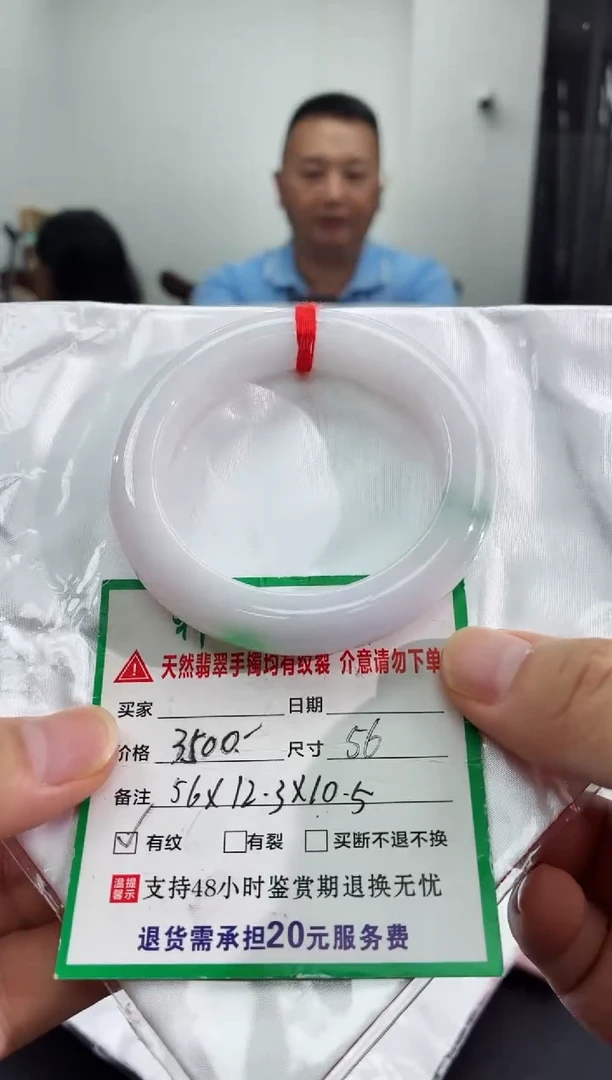 天然翡翠手镯均有纹裂 介意请勿下单
买家 日期
价格 3500.- 尺寸 56
备注 56X12.3X10.5
☑ 有纹 □有裂 □ 买断不退不换
温馨提示 支持48小时鉴赏期退换无忧
退货需承担20元服务费